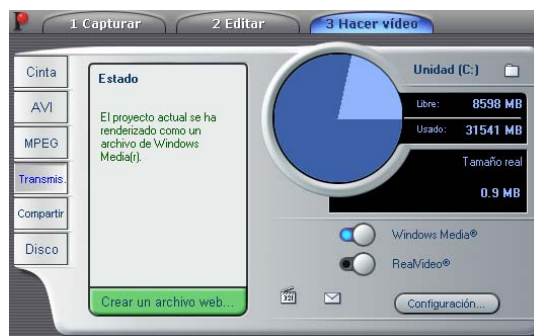 1 Capturar
2 Editar
3 Hacer vídeo
Cinta
AVI
MPEG
Transmis.
Compartir
Disco
Estado
El proyecto actual se ha
renderizado como un
archivo de Windows
Media(r).
Crear un archivo web...
Unidad (C:)
Libre: 8598 MB
Usado: 31541 MB
Tamaño real
0.9 MB
Windows Media®
RealVideo®
Configuración...